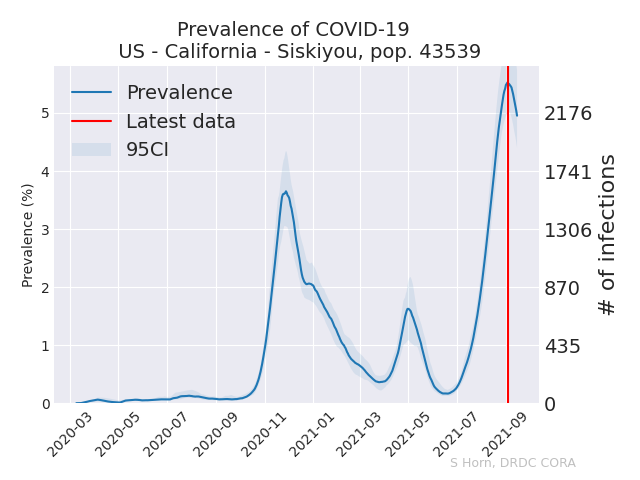 Prevalence of COVID-19
US - California - Siskiyou, pop. 43539
Prevalence
Latest data
95CI
Prevalence (%)
5
4
3
2
1
0
2176
1741
1306
870
435
0
# of infections
2020-03
2020-05
2020-07
2020-09
2020-11
2021-01
2021-03
2021-05
2021-07
2021-09
S Horn, DRDC CORA